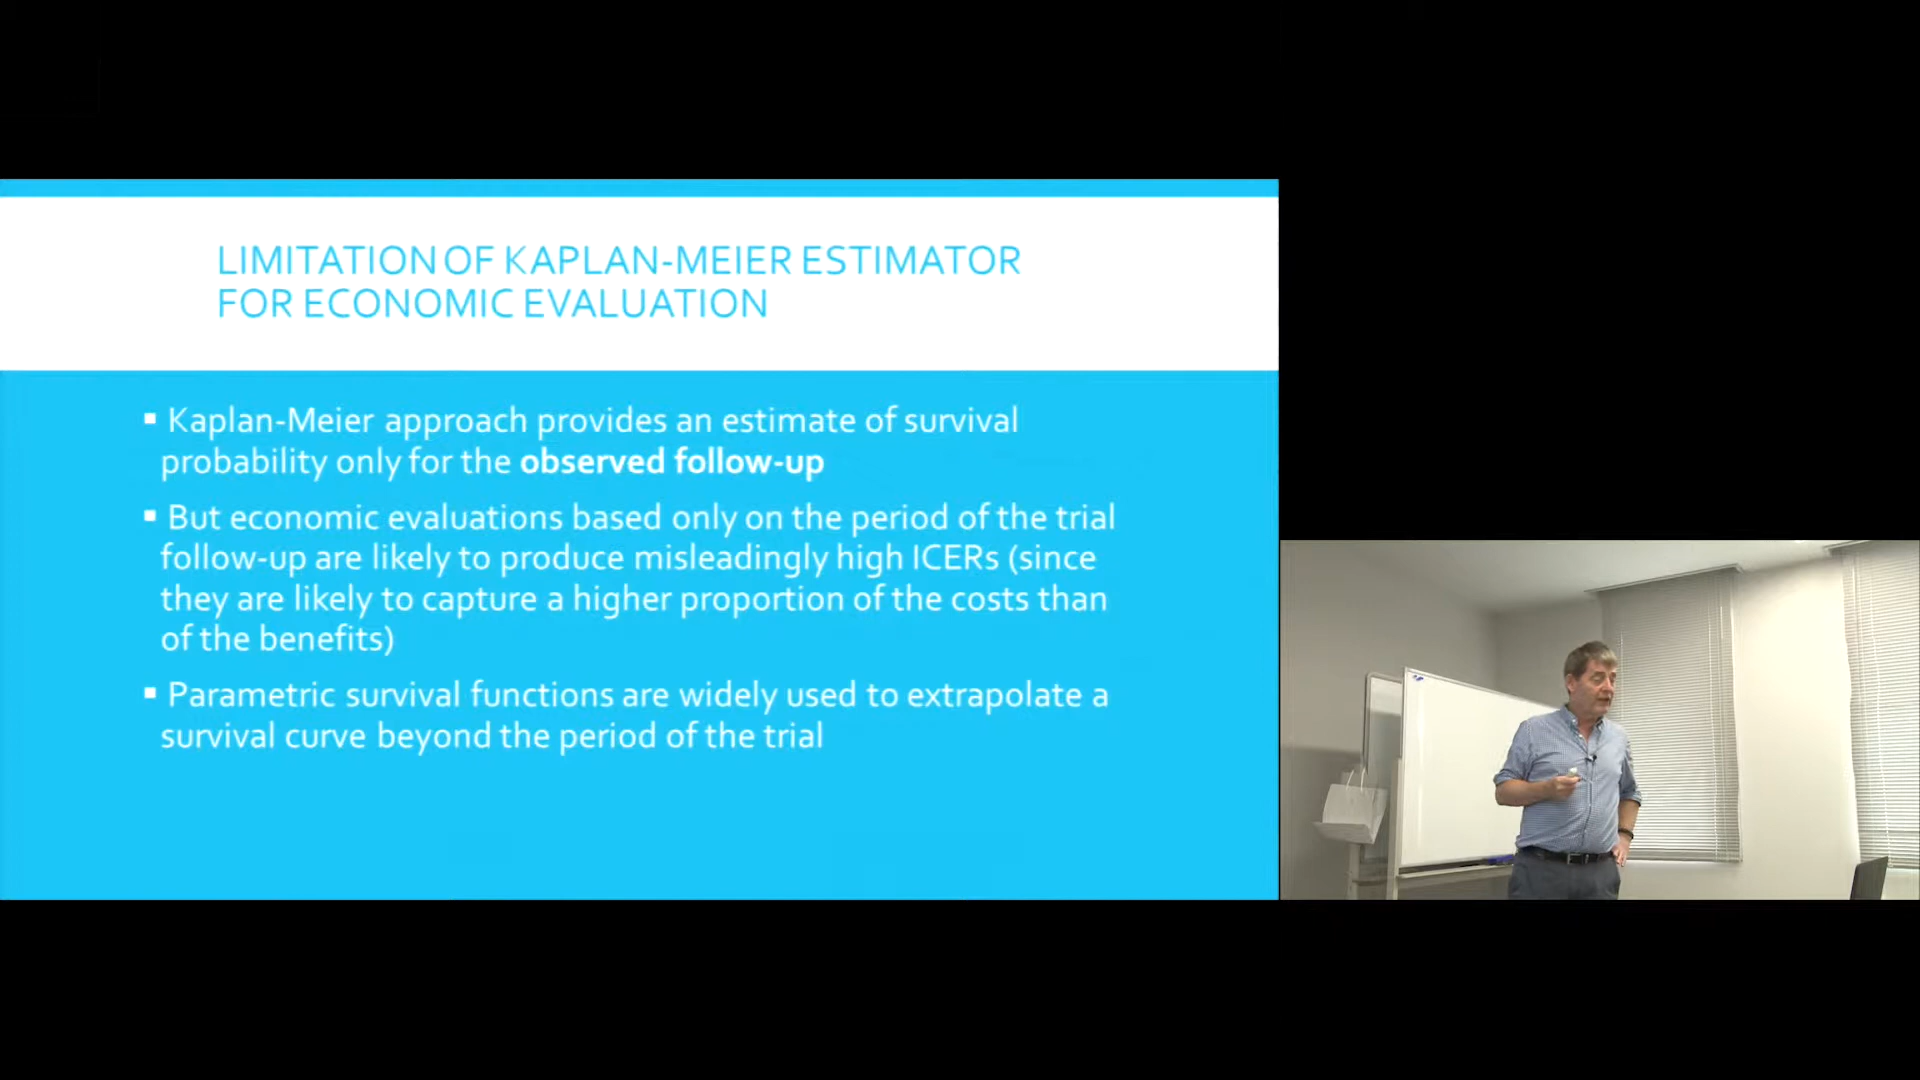 LIMITATION OF KAPLAN-MEIER ESTIMATOR
FOR ECONOMIC EVALUATION
▪ Kaplan-Meier approach provides an estimate of survival
probability only for the observed follow-up
▪ But economic evaluations based only on the period of the trial
follow-up are likely to produce misleadingly high ICERs (since
they are likely to capture a higher proportion of the costs than
of the benefits)
▪ Parametric survival functions are widely used to extrapolate a
survival curve beyond the period of the trial